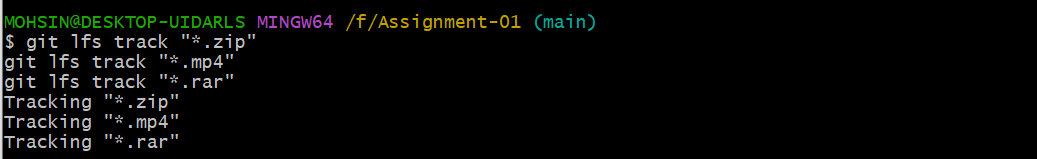 MOHSIN@DESKTOP-UIDARLS MINGW64 /f/Assignment-01 (main)
$ git lfs track "*.zip"
git lfs track "*.mp4"
git lfs track "*.rar"
Tracking "*.zip"
Tracking "*.mp4"
Tracking "*.rar"